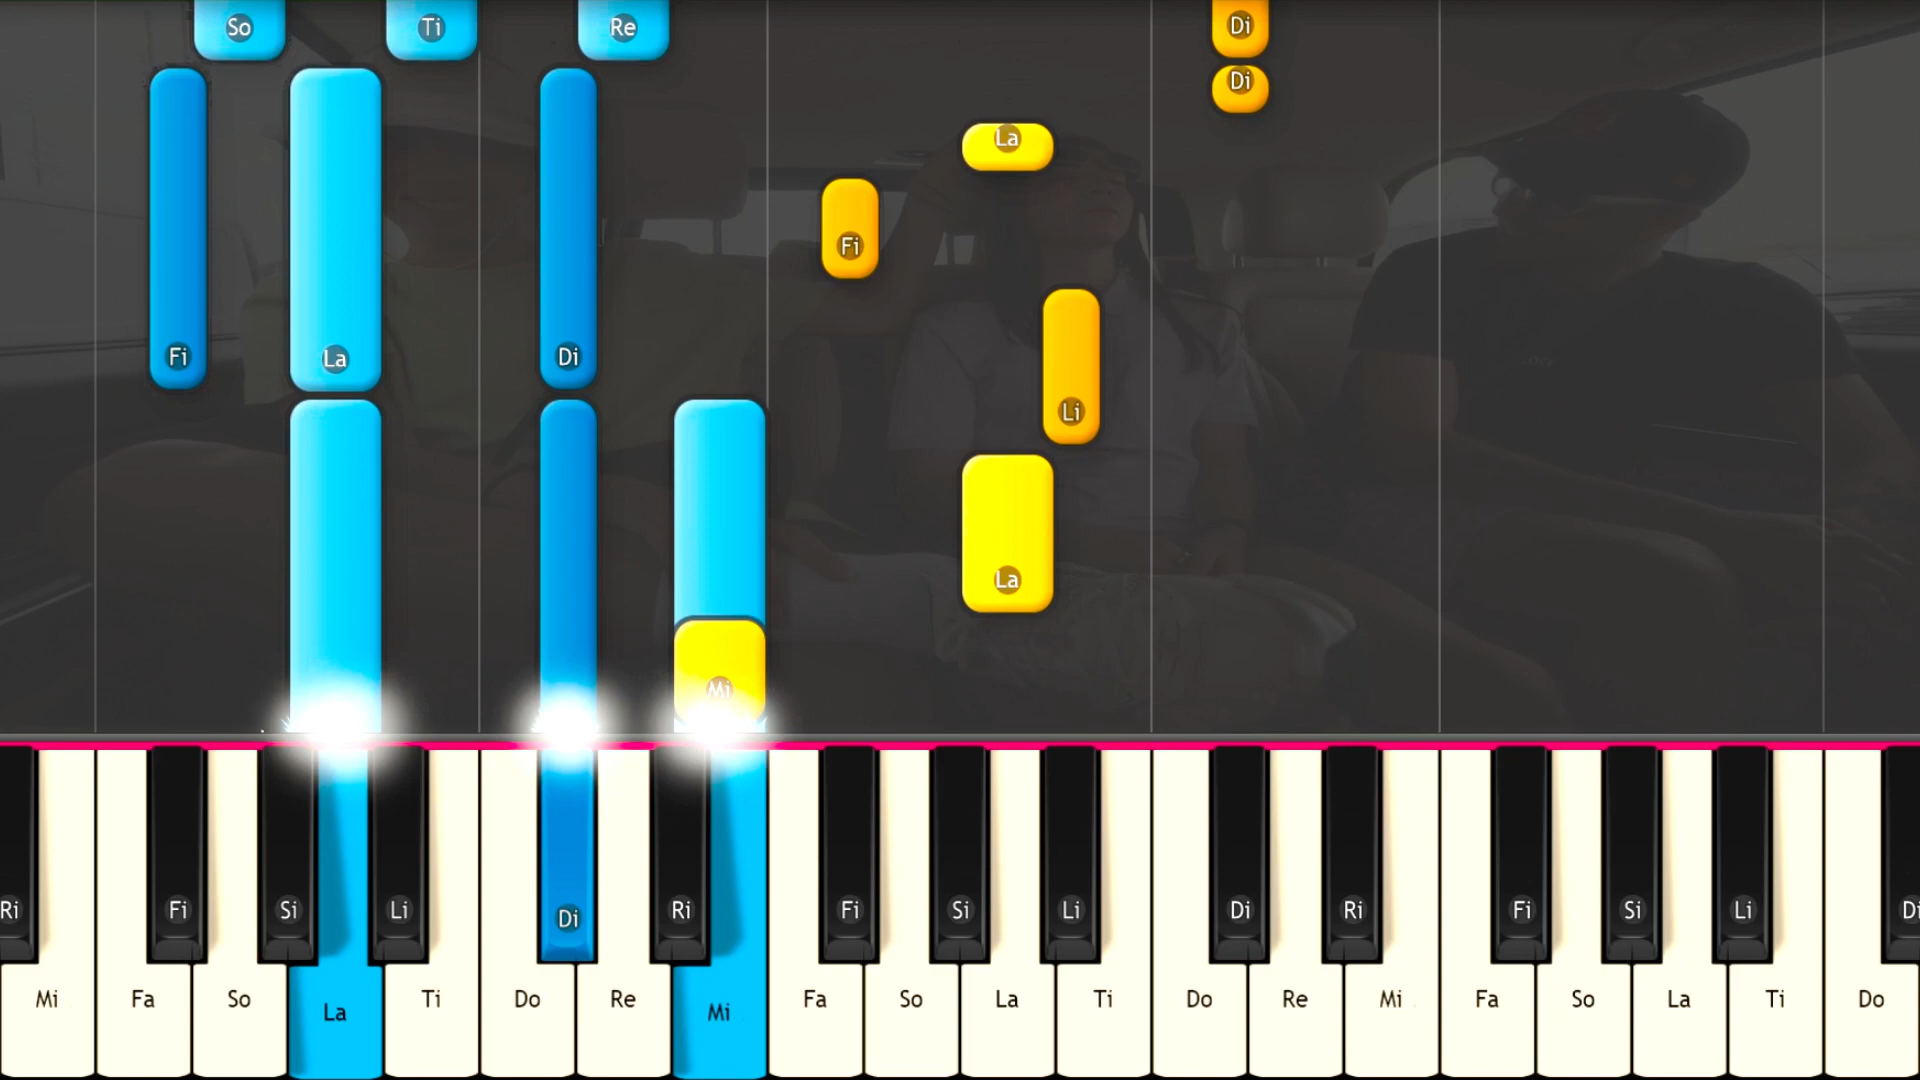 So Ti Re Di
Di
La
Fi
Fi La Di
Li
La
Mi
Ri Fi Si Li Di Ri Fi Si Li Di Ri Fi Si Li Di
Mi Fa So La Ti Do Re Mi Fa So La Ti Do Re Mi Fa So La Ti Do